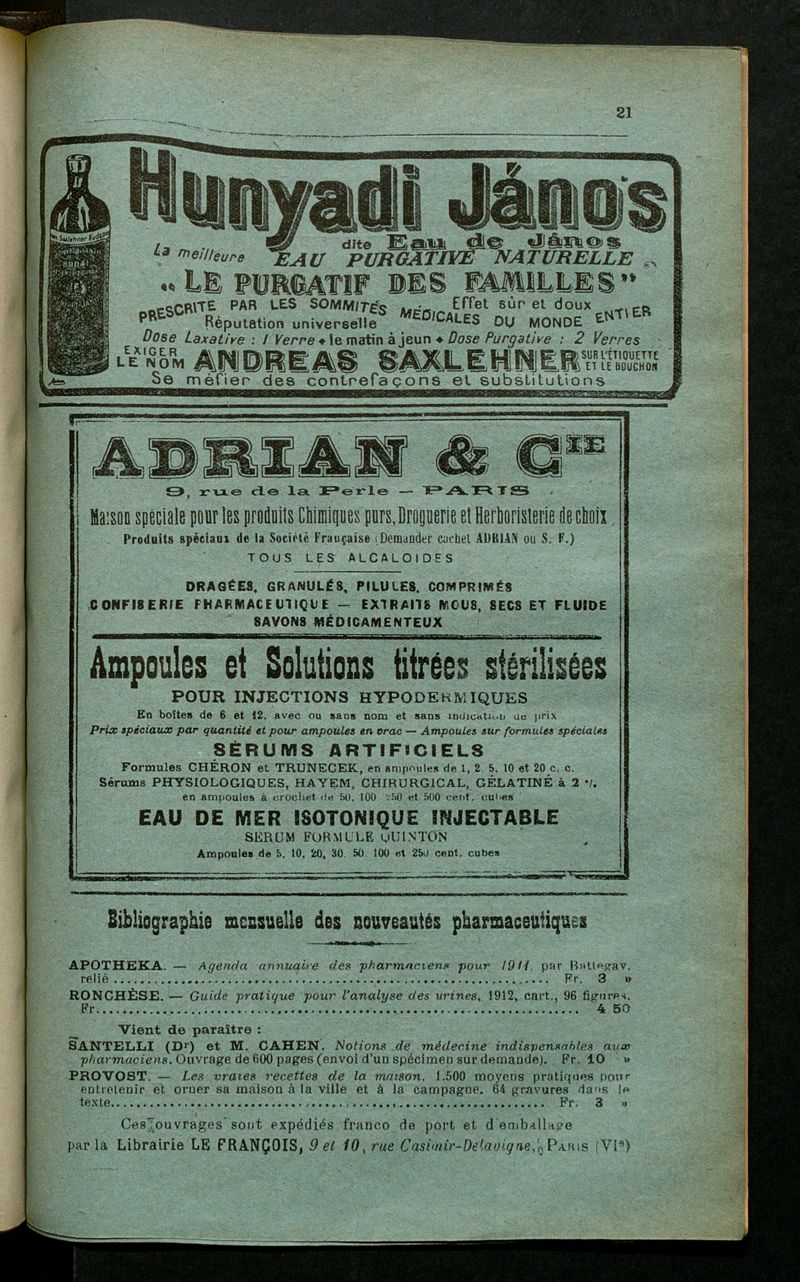 21
Hunyadi János
dite Eau de János
La meilleure EAU PURGATIVE NATURELLE
“LE PURGATIF DES FAMILLES”
PRESCRITE PAR LES SOMMITÉS MÉDICALES DU MONDE ENTIER
Effet sûr et doux
Réputation universelle
Dose Laxative : 1 Verre le matin à jeun Dose Purgative : 2 Verres
EXIGER LE NOM ANDREAS SAXLEHNER SUR L'ÉTIQUETTE ET LE BOUCHON
Se méfier des contrefaçons et substitutions
ADRIAN & CIE
9, rue de la Perle — PARIS
Maison spéciale pour les produits Chimiques purs, Droguerie et Herboristerie de choix
Produits spéciaux de la Société Française (Demander cachet ADRIAN ou S. F.)
TOUS LES ALCALOIDES
DRAGÉES, GRANULÉS, PILULES, COMPRIMÉS
CONFISERIE PHARMACEUTIQUE — EXTRAITS MOUS, SECS ET FLUIDE
SAVONS MÉDICAMENTEUX
Ampoules et Solutions titrées stérilisées
POUR INJECTIONS HYPODERMIQUES
En boîtes de 6 et 12, avec ou sans nom et sans indication de prix
Prix spéciaux par quantité et pour ampoules en vrac — Ampoules sur formules spéciales
SÉRUMS ARTIFICIELS
Formules CHÉRON et TRUNECEK, en ampoules de 1, 2, 5, 10 et 20 c. c.
Sérums PHYSIOLOGIQUES, HAYEM, CHIRURGICAL, GÉLATINÉ à 2 %
en ampoules à crochet de 50, 100 250 et 500 cent. cubes
EAU DE MER ISOTONIQUE INJECTABLE
SERUM FORMULE QUINTON
Ampoules de 5, 10, 20, 30 50 100 et 250 cent. cubes
Bibliographie mensuelle des nouveautés pharmaceutiques
APOTHEKA. — Agenda annuaire des pharmaciens pour 1911, par Battegay,
relié ........ Fr. 3 »
RONCHÈSE. — Guide pratique pour l'analyse des urines, 1912, cart., 96 figures.
Fr........ 4 50
Vient de paraître :
SANTELLI (Dr) et M. CAHEN. Notions de médecine indispensables aux
pharmaciens. Ouvrage de 600 pages (envoi d'un spécimen sur demande). Fr. 10 »
PROVOST. — Les vraies recettes de la maison. 1.500 moyens pratiques pour
entretenir et orner sa maison à la ville et à la campagne. 64 gravures dans le
texte........ Fr. 3 »
Ces ouvrages sont expédiés franco de port et d'emballage
par la Librairie LE FRANÇOIS, 9 et 10, rue Casimir-Delavigne, à PARIS (VIe)